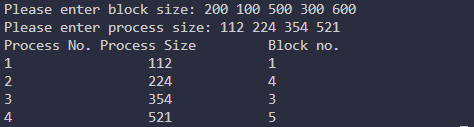 Please enter block size: 200 100 500 300 600
Please enter process size: 112 224 354 521
Process No. Process Size         Block no.
1                 112            1
2                 224            4
3                 354            3
4                 521            5